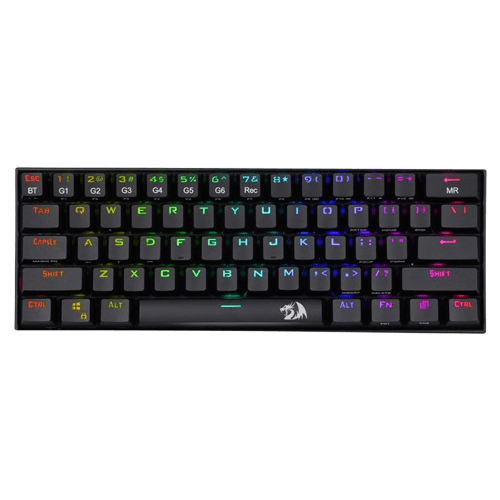 ESC 1! 2@ 3# 4$ 5% 6^ 7& 8* 9( 0) -- =+
BT G1 G2 G3 G4 G5 G6 Rec MR
TAB Q W E R T Y U I O P [{ ]} \|
CAPSLK A S D F G H J K L ;: '"
SHIFT Z X C V B N M ,< .> /? SHIFT
CTRL ALT ALT FN CTRL